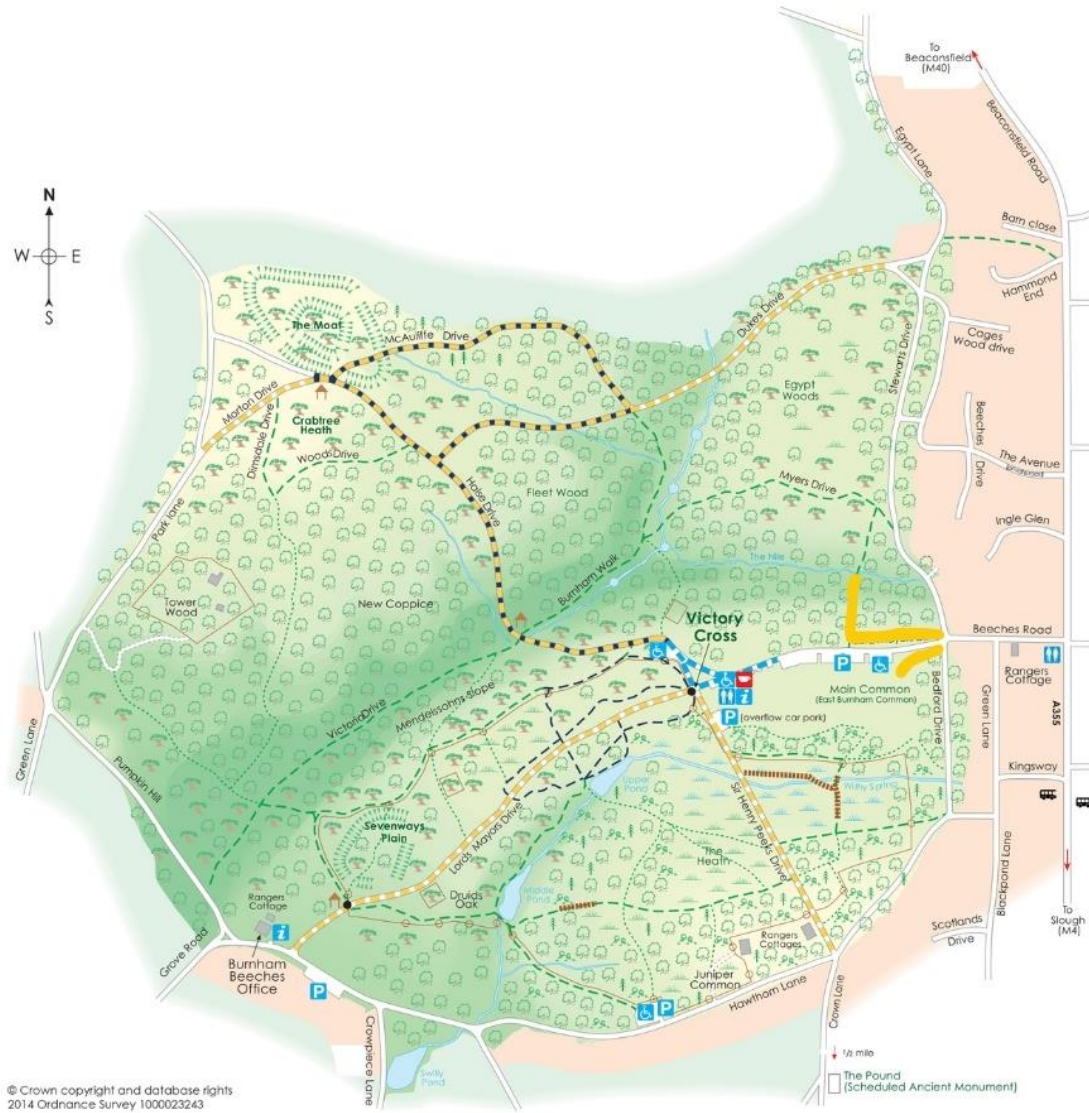 To
Beaconsfield
(M40)
Beaconsfield Road
Egypt Lane
N
W E
S
Barn close
Hammond
End
Cages
Wood drive
Dukes Drive
Stewarts Drive
The Moat
McAuliffe Drive
Egypt
Woods
Morton Drive
Crabtree
Heath
Dimsdale Drive
Woods Drive
Beeches Drive
The Avenue
Halse Drive
Fleet Wood
Myers Drive
Ingle Glen
Park lane
The Nile
Burnham Walk
Tower
Wood
New Coppice
Victory
Cross
Beeches Road
Rangers
Cottage
P
Main Common
(East Burnham Common)
Bedford Drive
Green Lane
A355
i
P
(overflow car park)
Victoria Drive
Mendelssohns Slope
Green Lane
Pumpkin Hill
Kingsway
Upper
Pond
Withy Spring
Sir Henry Peeks Drive
Sevenways
Plain
Lords Mayors Drive
The
Heath
Blackpond Lane
Middle
Pond
Druids
Oak
Rangers
Cottage
i
Grove Road
Burnham
Beeches
Office
P
Rangers
Cottages
Scotlands
Drive
To
Slough
(M4)
Juniper
Common
Hawthorn Lane
P
Crown Lane
Crowpiece Lane
Swilly
Pond
1/2 mile
The Pound
(Scheduled Ancient Monument)
© Crown copyright and database rights
2014 Ordnance Survey 1000023243